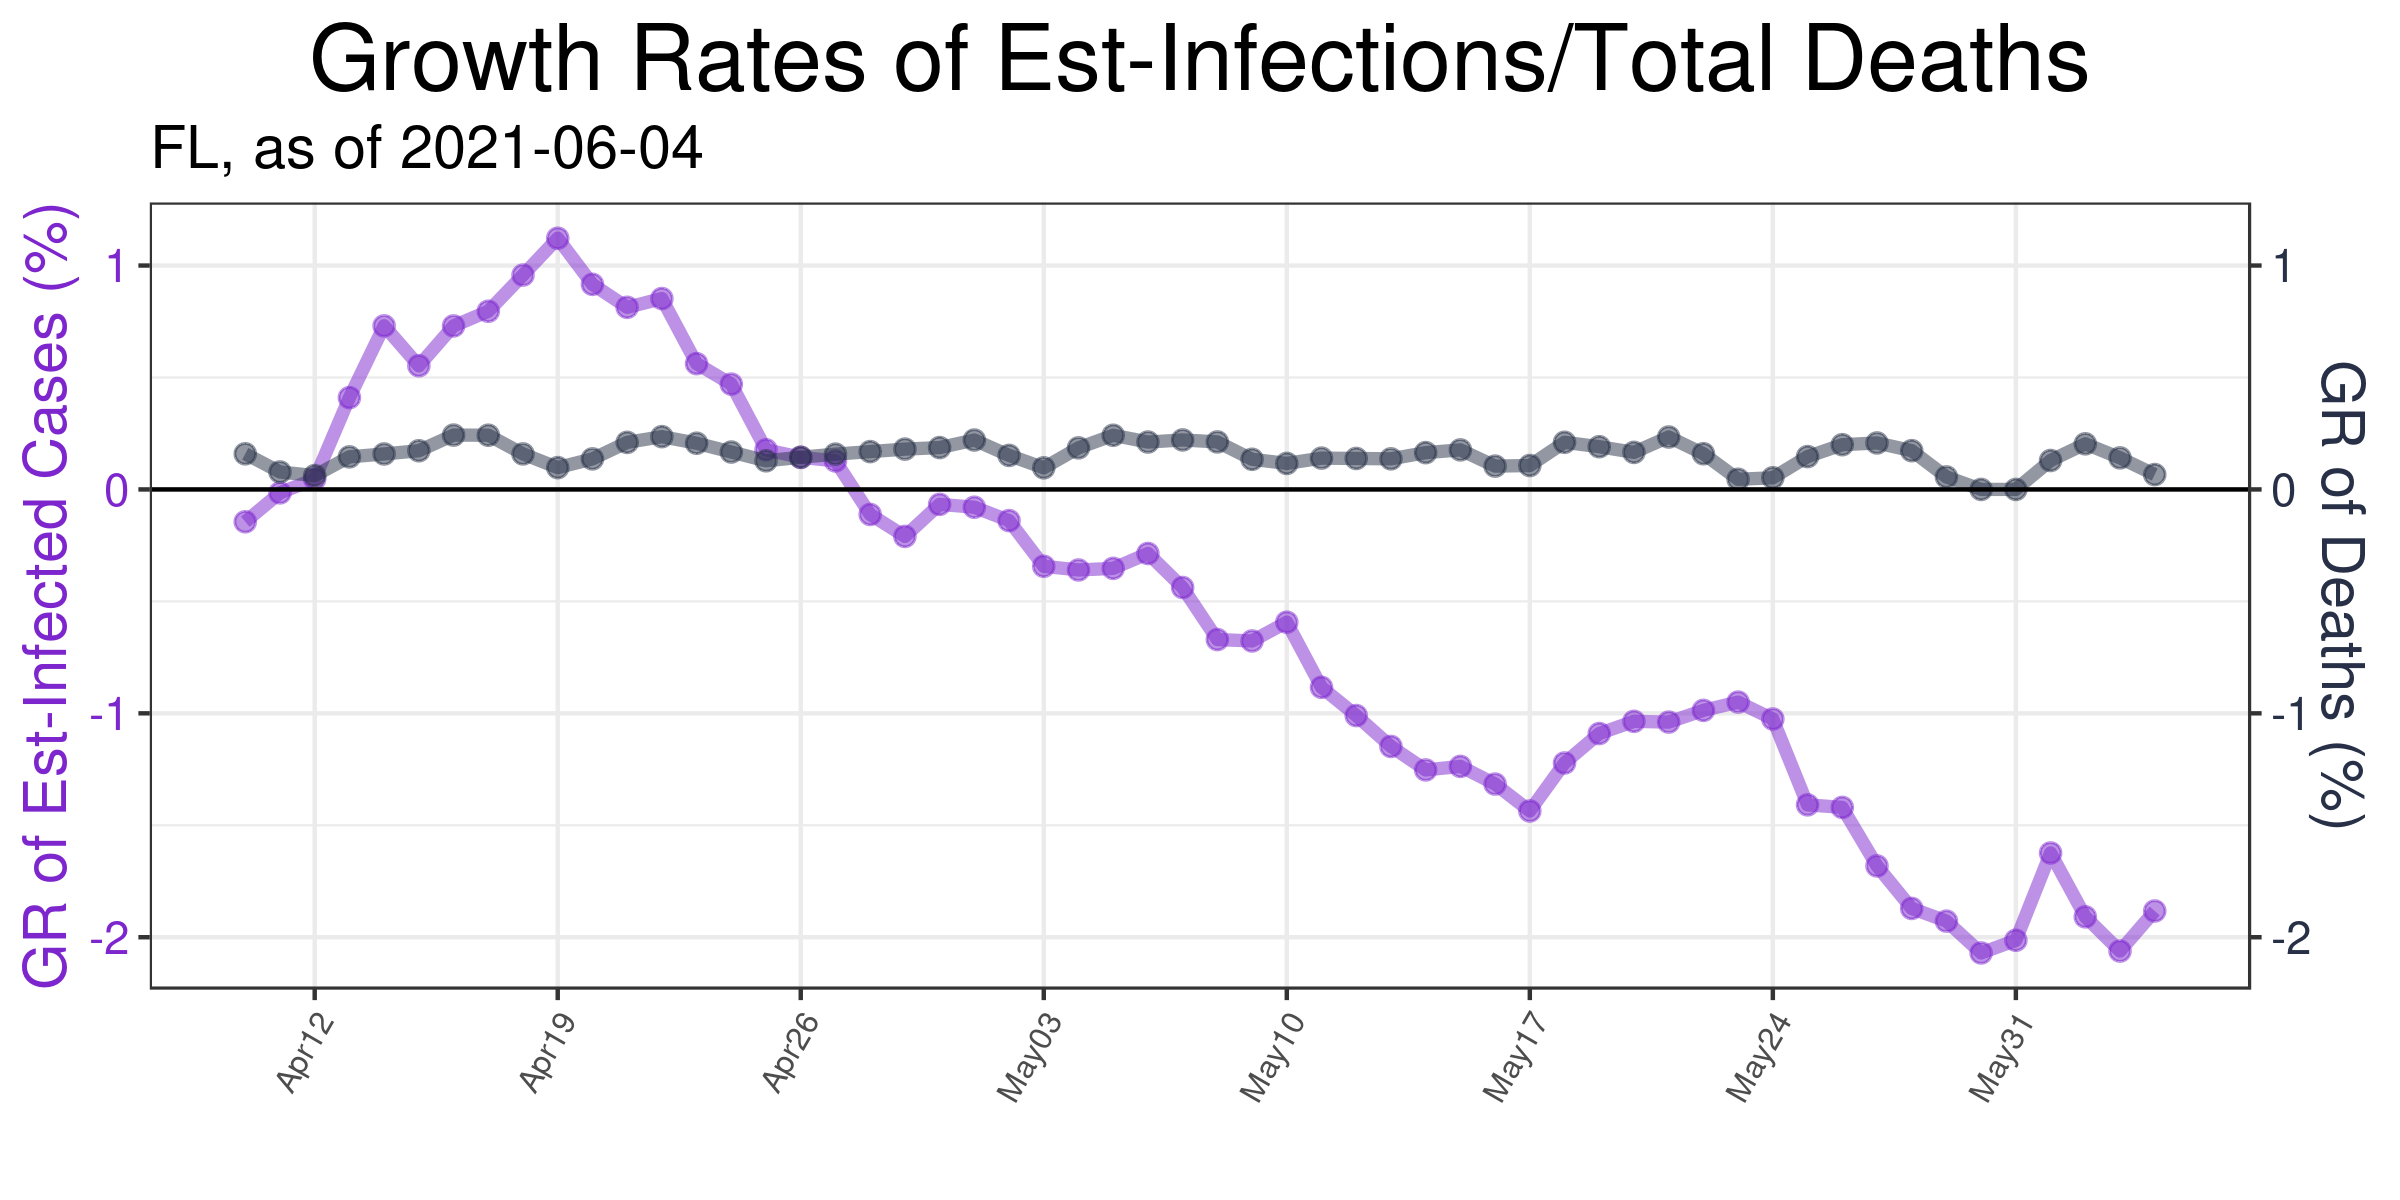 Growth Rates of Est-Infections/Total Deaths
FL, as of 2021-06-04
GR of Est-Infected Cases (%)
1
0
-1
-2
1
0
-1
-2
GR of Deaths (%)
Apr12
Apr19
Apr26
May03
May10
May17
May24
May31